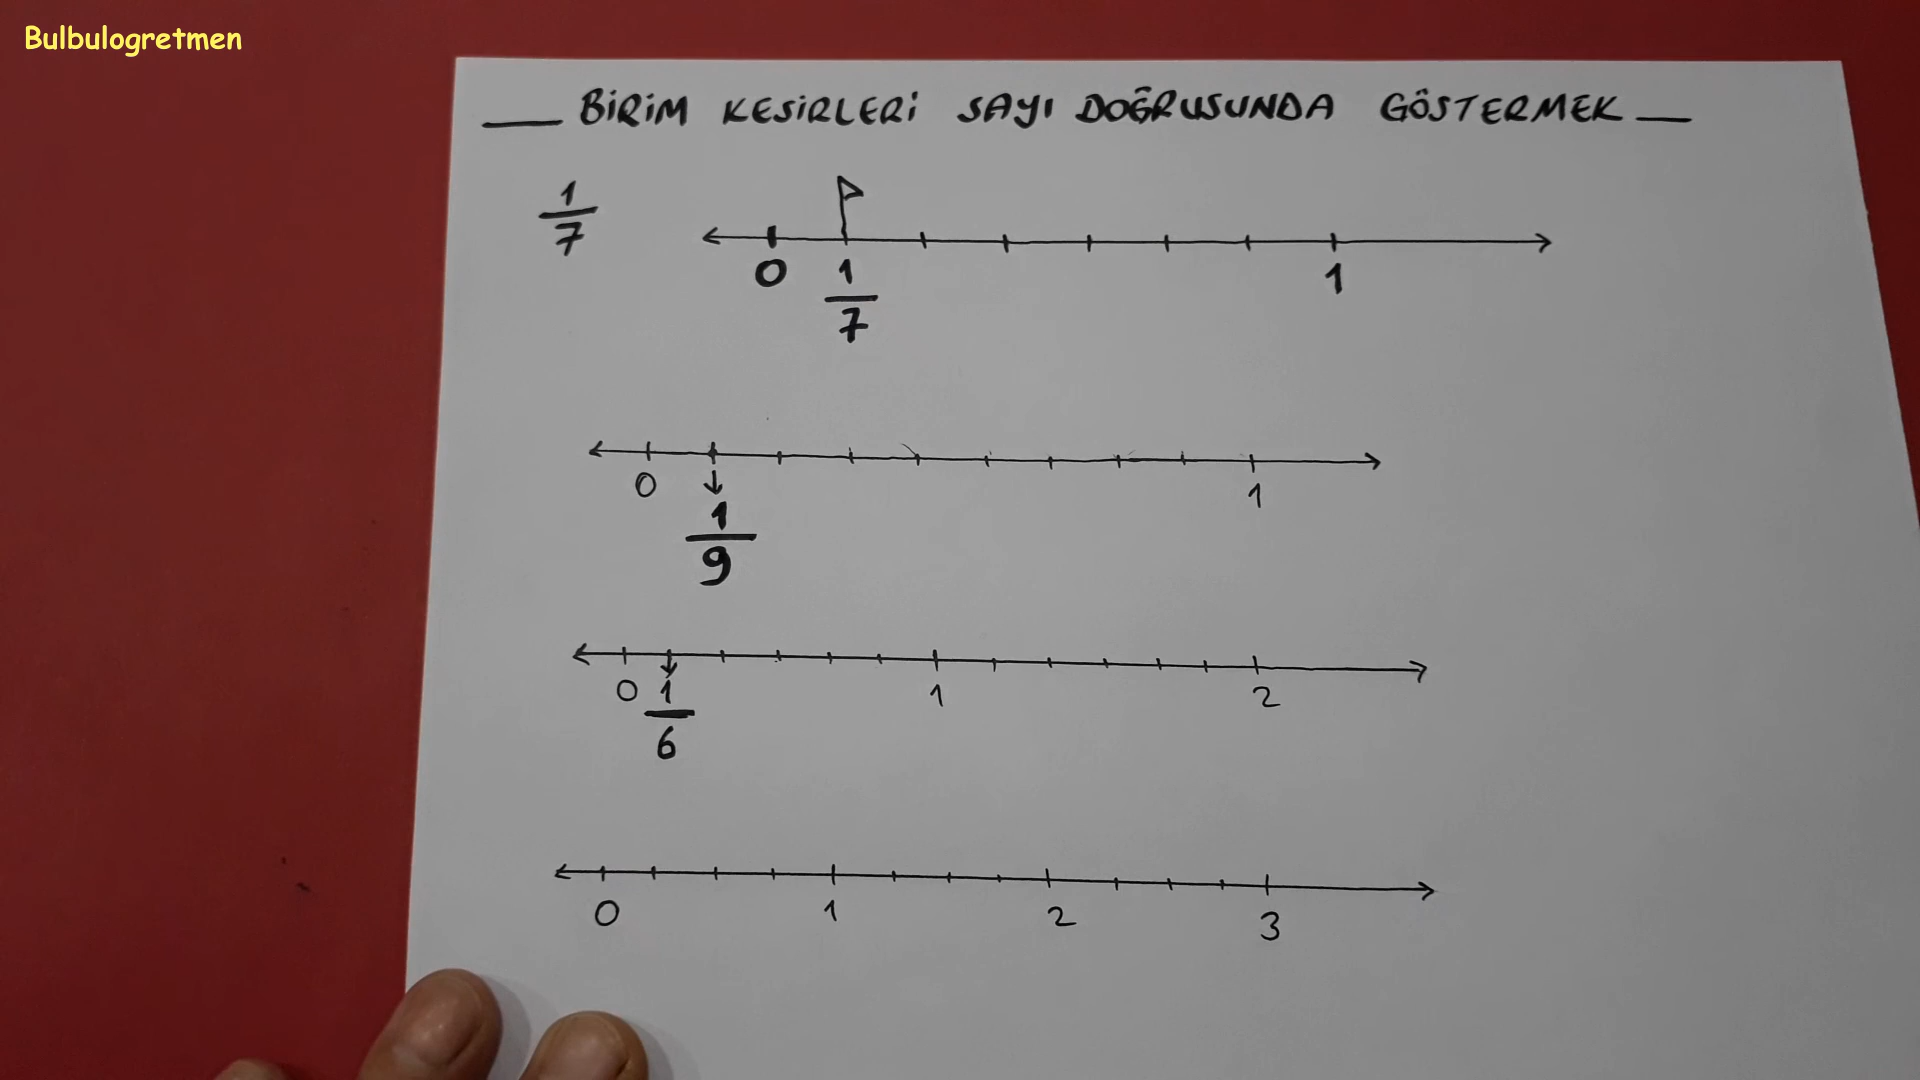 Bulbulogretmen
BİRİM KESİRLERİ SAYI DOĞRUSUNDA GÖSTERMEK
1
7
0 1 1
7
0 1
1
9
0 1 1 2
6
0 1 2 3